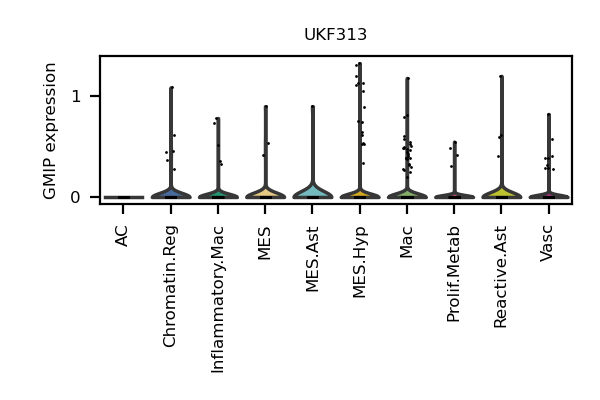 UKF313
GMIP expression
1
0
AC
Chromatin.Reg
Inflammatory.Mac
MES
MES.Ast
MES.Hyp
Mac
Prolif.Metab
Reactive.Ast
Vasc